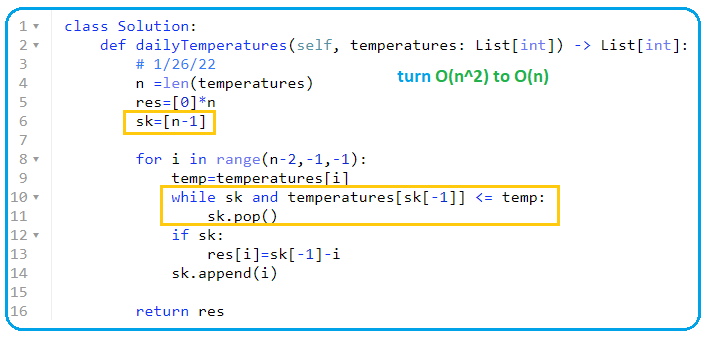 1 class Solution:
2     def dailyTemperatures(self, temperatures: List[int]) -> List[int]:
3         # 1/26/22
turn O(n^2) to O(n)
4         n =len(temperatures)
5         res=[0]*n
6         sk=[n-1]
7
8         for i in range(n-2,-1,-1):
9             temp=temperatures[i]
10             while sk and temperatures[sk[-1]] <= temp:
11                 sk.pop()
12             if sk:
13                 res[i]=sk[-1]-i
14             sk.append(i)
15
16         return res